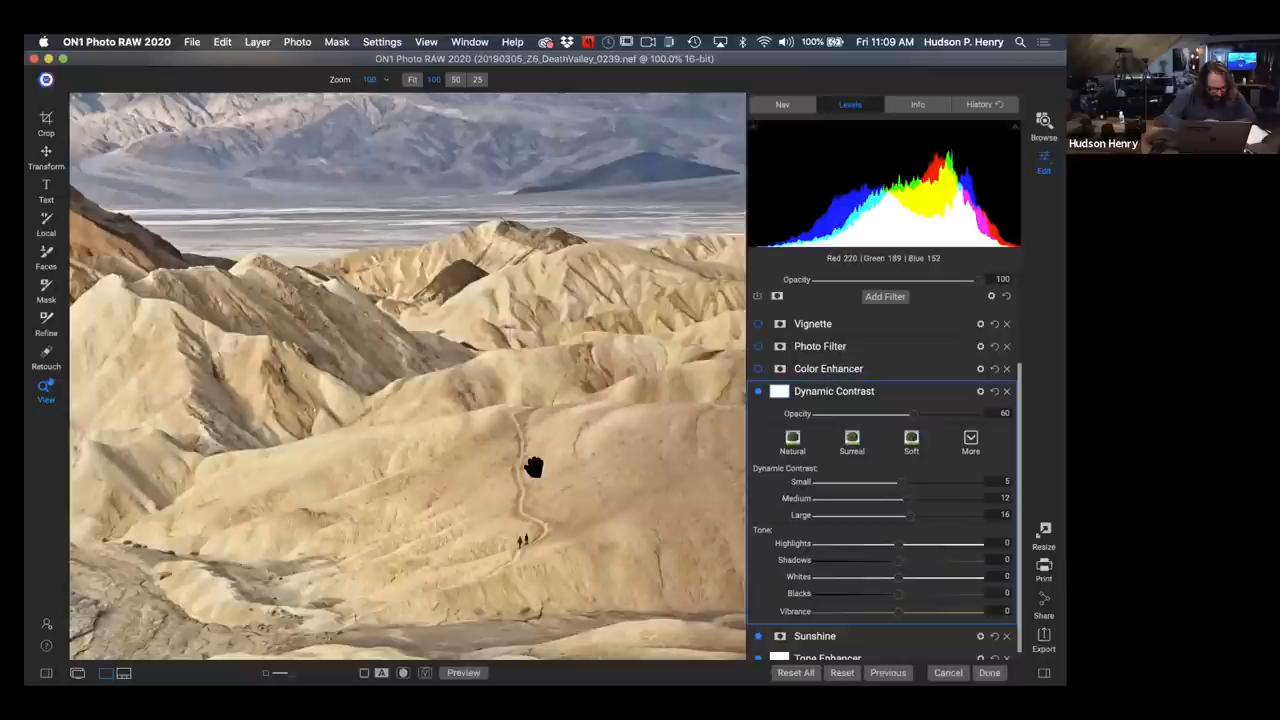 ON1 Photo RAW 2020 File Edit Layer Photo Mask Settings View Window Help 100% Fri 11:09 AM Hudson P. Henry
ON1 Photo RAW 2020 (20190305_Z6_DeathValley_0239.nef @ 100.0% 16-bit)
Zoom 100 Fit 100 50 25
Crop
Transform
Text
Local
Faces
Mask
Refine
Retouch
View
Nav Levels Info History
Red 220 | Green 189 | Blue 152
Opacity 100
Add Filter
Vignette
Photo Filter
Color Enhancer
Dynamic Contrast
Opacity 60
Natural Surreal Soft More
Dynamic Contrast:
Small 5
Medium 12
Large 16
Tone:
Highlights 0
Shadows 0
Whites 0
Blacks 0
Vibrance 0
Sunshine
Tone Enhancer
A Preview
Reset All Reset Previous Cancel Done
Browse
Edit
Resize
Print
Share
Export
Hudson Henry